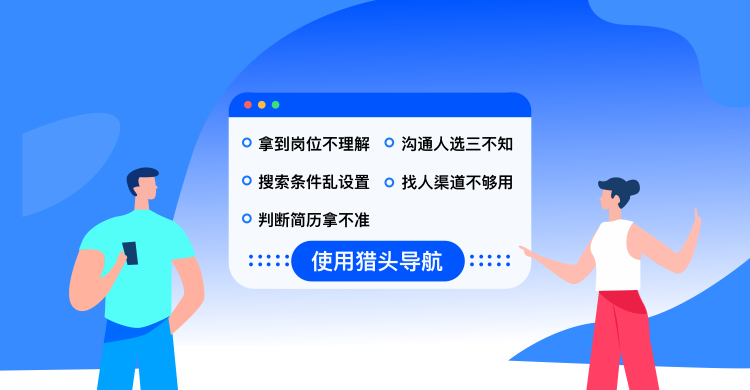 拿到岗位不理解
沟通人选三不知
搜索条件乱设置
找人渠道不够用
判断简历拿不准
使用猎头导航